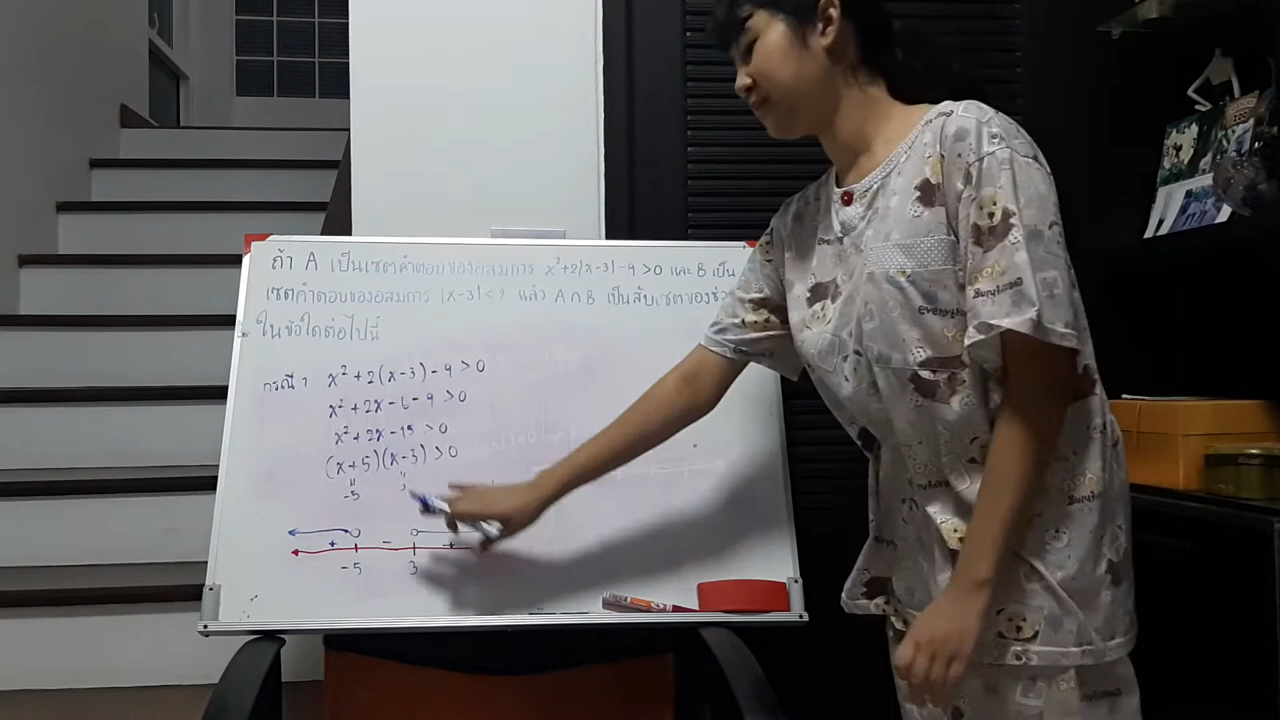 ถ้า A เป็นเซตคำตอบของอสมการ x²+2|x-3|-9>0 และ B เป็น
เซตคำตอบของอสมการ |x-3|<7 แล้ว A∩B เป็นสับเซตของช่ว
ในข้อใดต่อไปนี้
กรณี 1 x²+2(x-3)-9>0
x²+2x-6-9>0
x²+2x-15>0
(x+5)(x-3)>0
-5
+ - +
-5 3